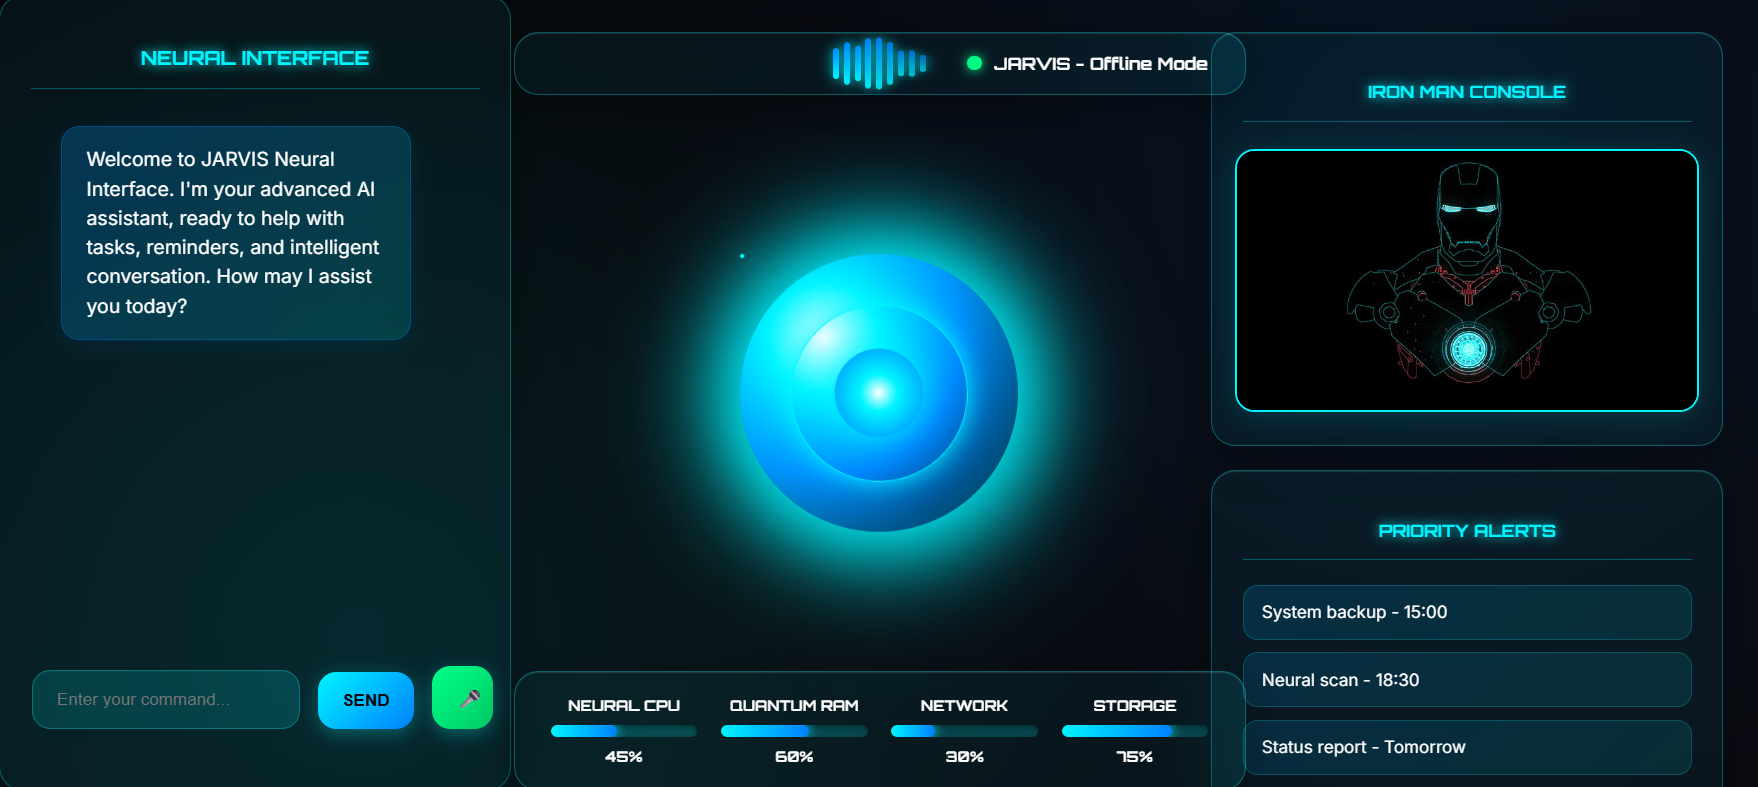 NEURAL INTERFACE
Welcome to JARVIS Neural
Interface. I'm your advanced AI
assistant, ready to help with
tasks, reminders, and intelligent
conversation. How may I assist
you today?
Enter your command...
SEND
JARVIS - Offline Mode
NEURAL CPU
45%
QUANTUM RAM
60%
NETWORK
30%
STORAGE
75%
IRON MAN CONSOLE
PRIORITY ALERTS
System backup - 15:00
Neural scan - 18:30
Status report - Tomorrow